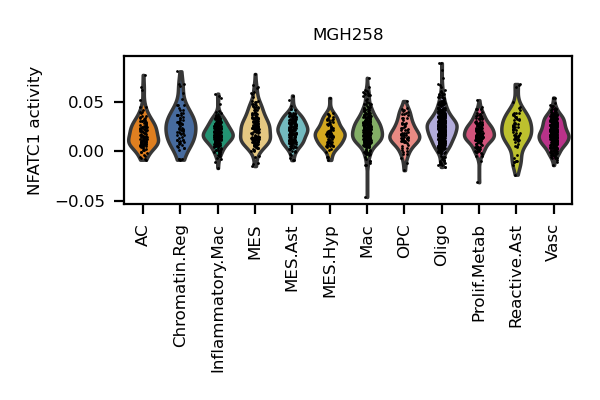 MGH258
NFATC1 activity
0.05
0.00
−0.05
AC
Chromatin.Reg
Inflammatory.Mac
MES
MES.Ast
MES.Hyp
Mac
OPC
Oligo
Prolif.Metab
Reactive.Ast
Vasc